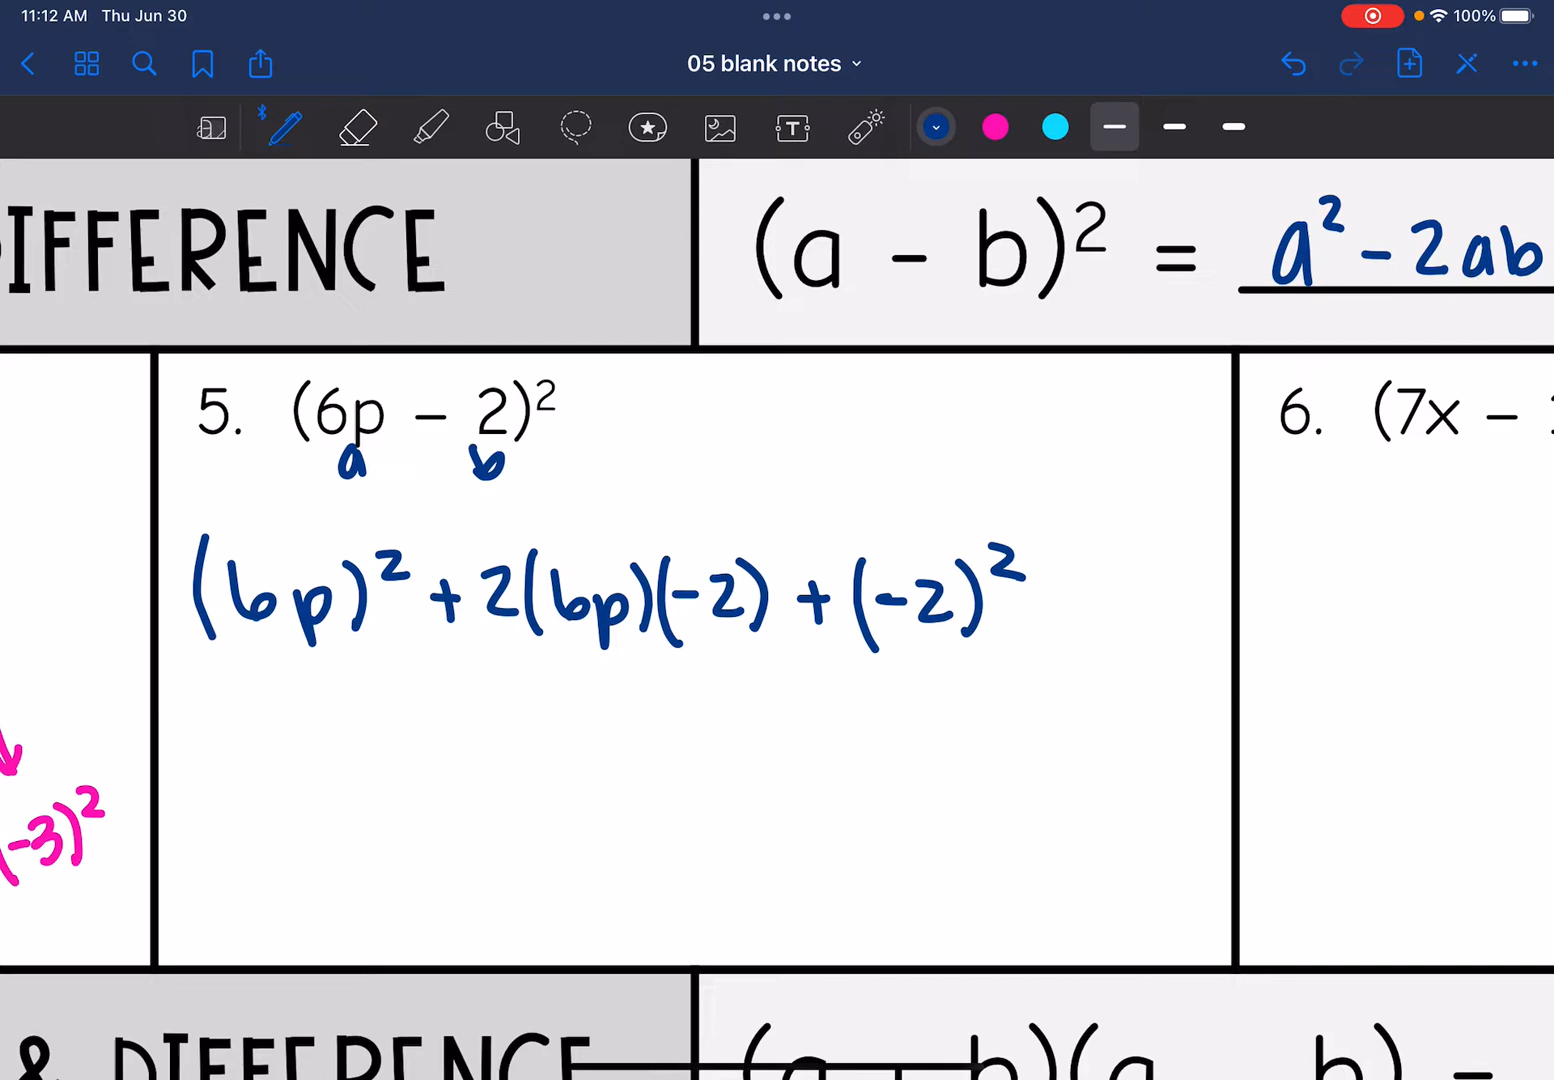 11:12 AM Thu Jun 30 100%
05 blank notes
T
IFFERENCE
(a - b)² = a² - 2ab
5. (6p - 2)²
a b
6. (7x -
(6p)² + 2(6p)(-2) + (-2)²
(-3)²
& DIFFERENCE